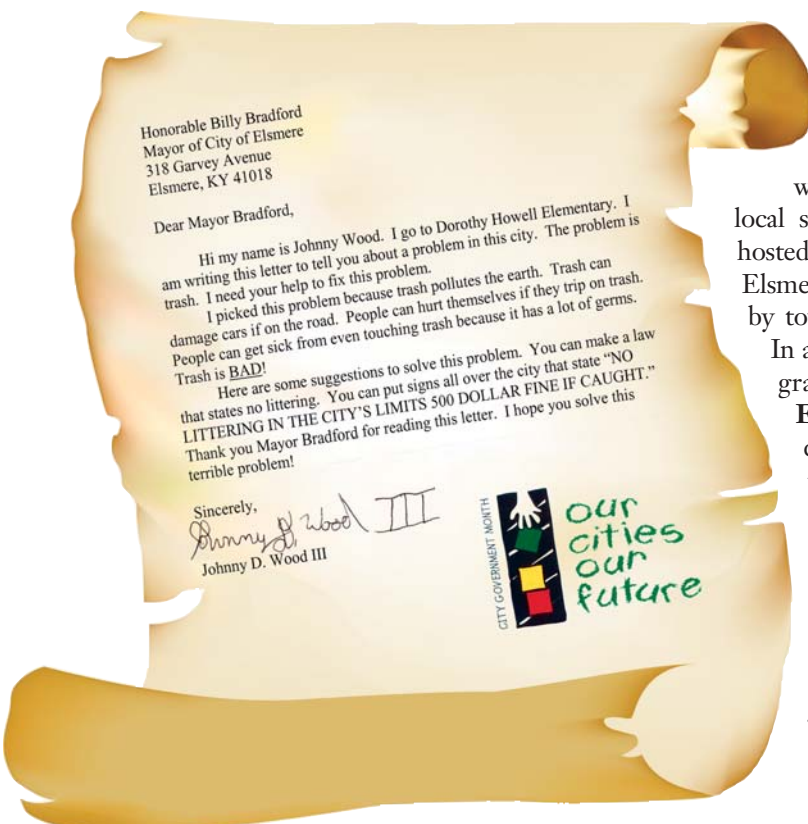 Honorable Billy Bradford
Mayor of City of Elsmere
318 Garvey Avenue
Elsmere, KY 41018
Dear Mayor Bradford,
Hi my name is Johnny Wood. I go to Dorothy Howell Elementary. I
am writing this letter to tell you about a problem in this city. The problem is
trash. I need your help to fix this problem.
I picked this problem because trash pollutes the earth. Trash can
damage cars if on the road. People can hurt themselves if they trip on trash.
People can get sick from even touching trash because it has a lot of germs.
Trash is BAD!
Here are some suggestions to solve this problem. You can make a law
that states no littering. You can put signs all over the city that state “NO
LITTERING IN THE CITY’S LIMITS 500 DOLLAR FINE IF CAUGHT.”
Thank you Mayor Bradford for reading this letter. I hope you solve this
terrible problem!
Sincerely,
Johnny D. Wood III
Johnny D. Wood III
CITY GOVERNMENT MONTH
our
cities
our
future
local
hosted
by
In